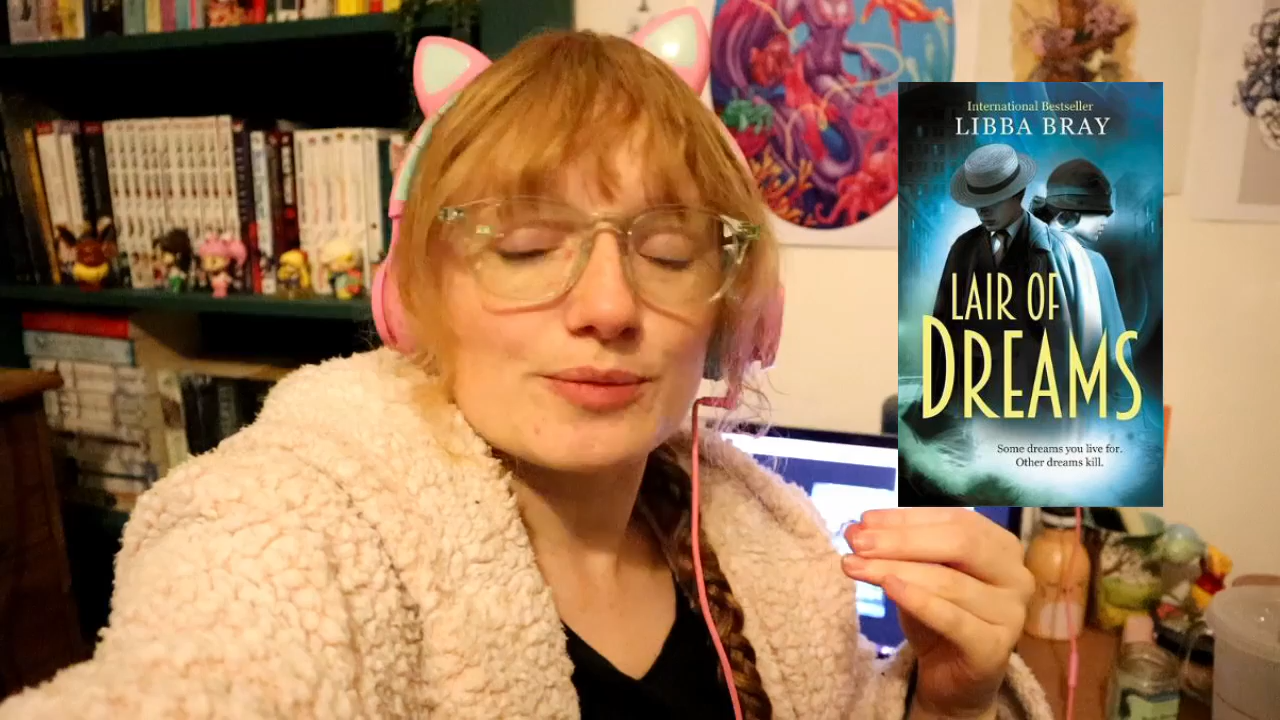 International Bestseller
LIBBA BRAY
LAIR OF
DREAMS
Some dreams you live for.
Other dreams kill.